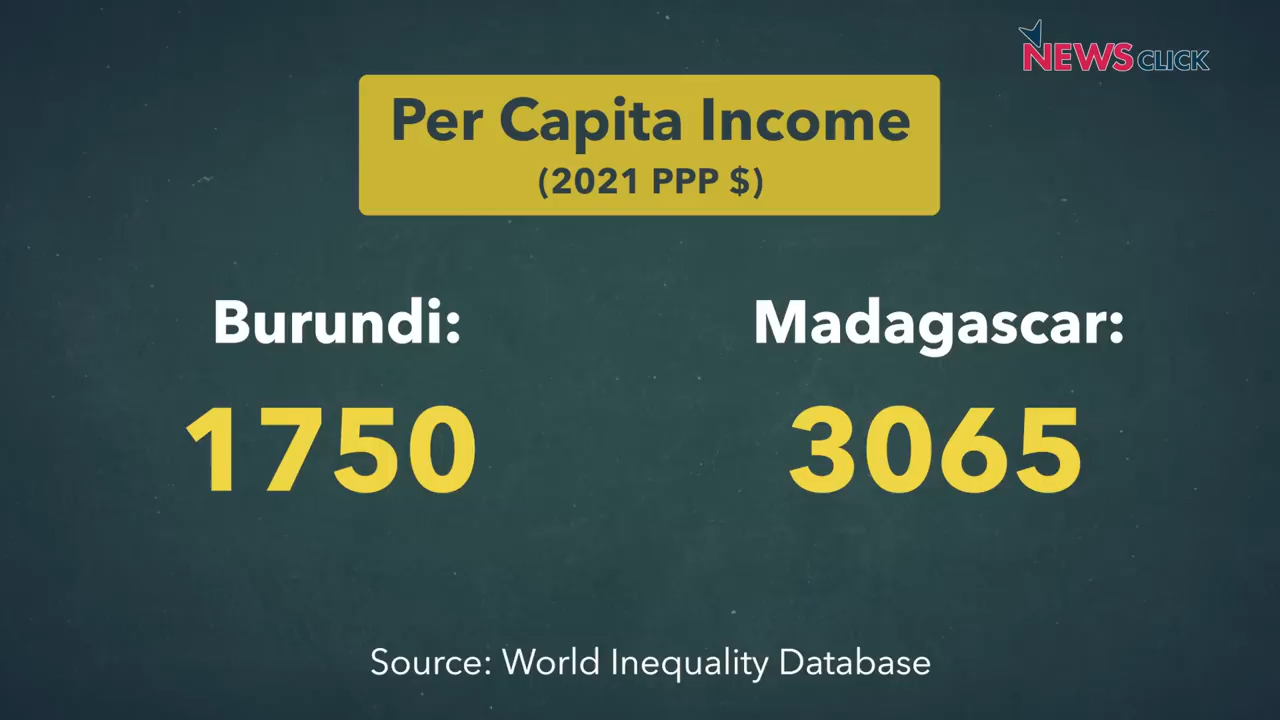 NEWSCLICK
Per Capita Income
(2021 PPP $)
Burundi:
Madagascar:
1750
3065
Source: World Inequality Database